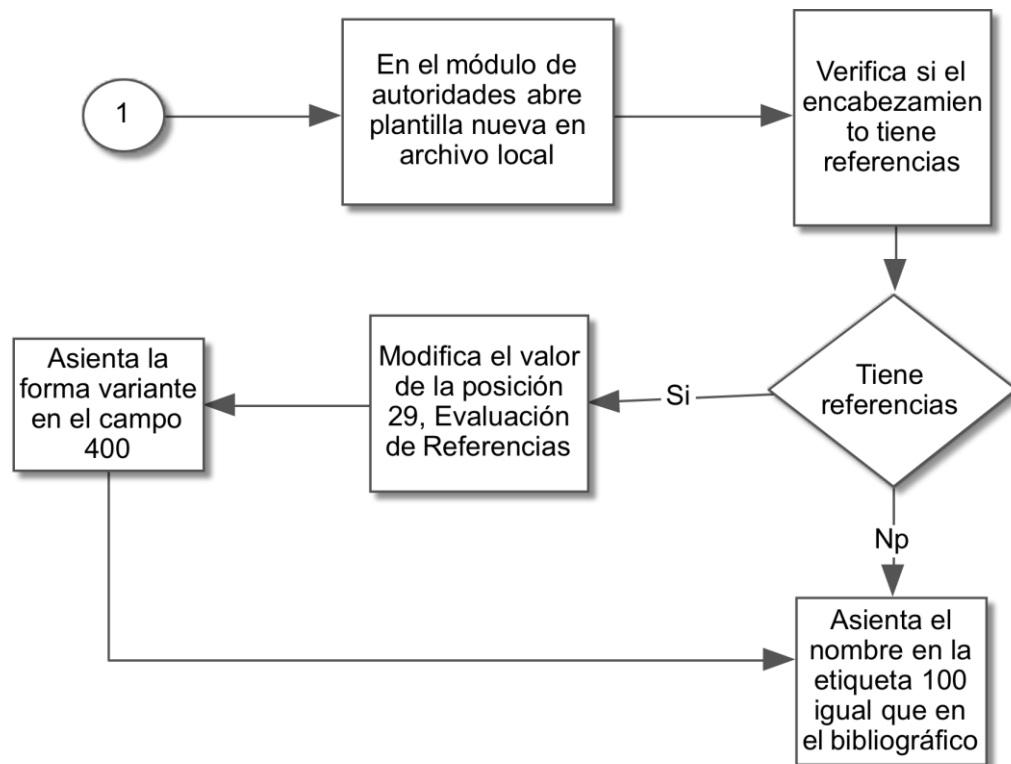 1
En el módulo de
autoridades abre
plantilla nueva en
archivo local
Verifica si el
encabezamien
to tiene
referencias
Tiene
referencias
Si
Modifica el valor
de la posición
29, Evaluación
de Referencias
Asienta la
forma variante
en el campo
400
Np
Asienta el
nombre en la
etiqueta 100
igual que en
el bibliográfico